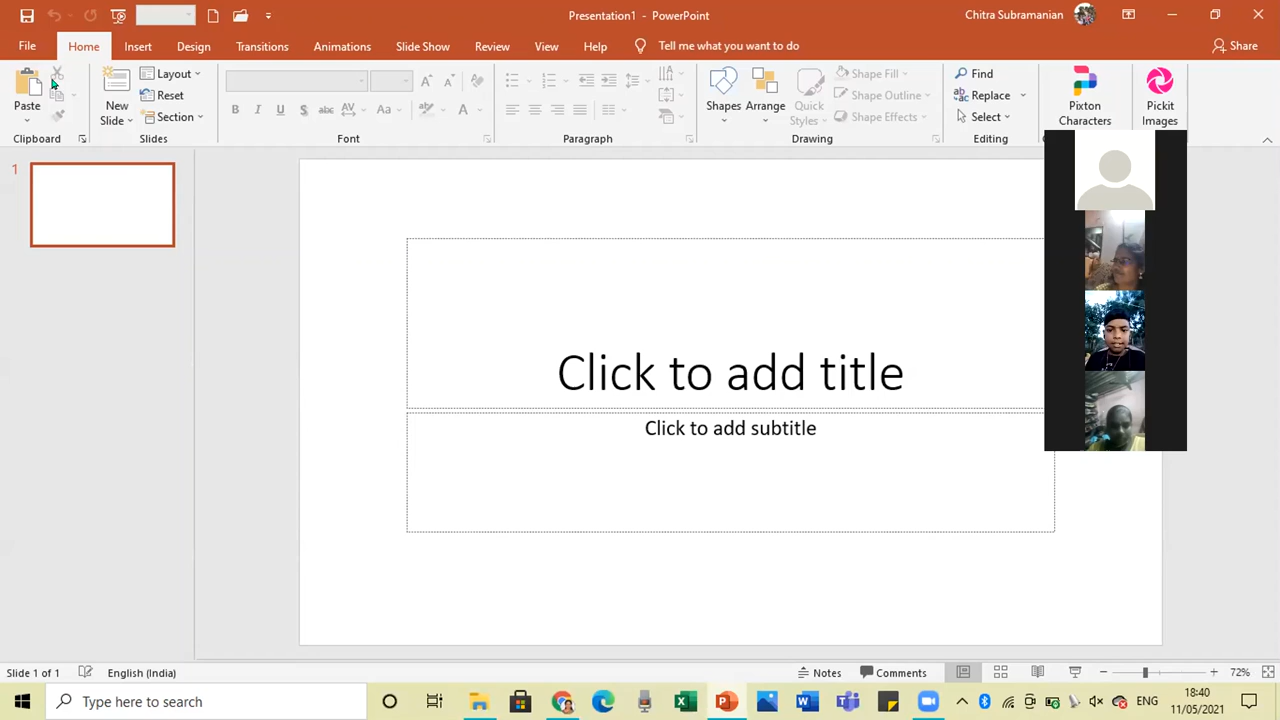 Presentation1 - PowerPoint
Chitra Subramanian
File
Home
Insert
Design
Transitions
Animations
Slide Show
Review
View
Help
Tell me what you want to do
Share
Paste
Clipboard
New
Slide
Layout
Reset
Section
Slides
B
I
U
S
abc
AV
Aa
A
Font
Paragraph
Shapes
Arrange
Quick
Styles
Shape Fill
Shape Outline
Shape Effects
Drawing
Find
Replace
Select
Editing
Pixton
Characters
Pickit
Images
1
Click to add title
Click to add subtitle
Slide 1 of 1
English (India)
Notes
Comments
72%
Type here to search
ENG
18:40
11/05/2021